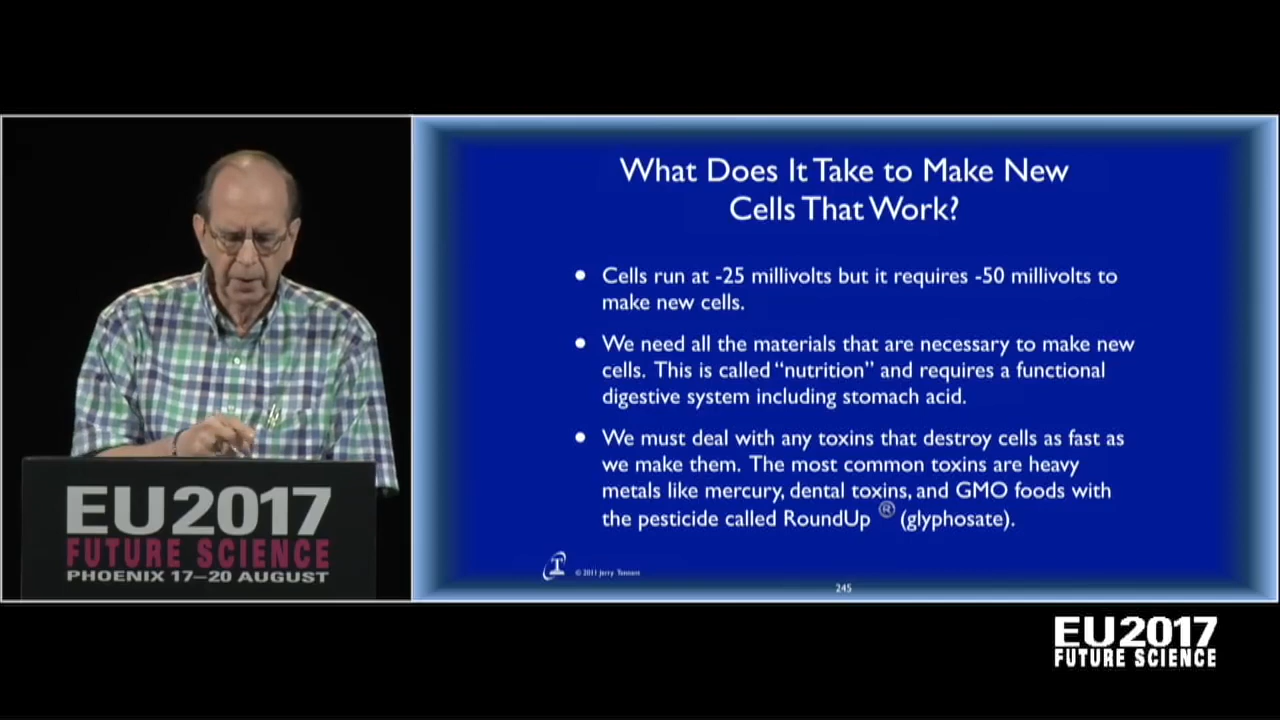 What Does It Take to Make New
Cells That Work?
• Cells run at -25 millivolts but it requires -50 millivolts to
make new cells.
• We need all the materials that are necessary to make new
cells. This is called "nutrition" and requires a functional
digestive system including stomach acid.
• We must deal with any toxins that destroy cells as fast as
we make them. The most common toxins are heavy
metals like mercury, dental toxins, and GMO foods with
the pesticide called RoundUp ® (glyphosate).
T © 2011 Jerry Tennant
245
EU2017
FUTURE SCIENCE
PHOENIX 17–20 AUGUST
EU2017
FUTURE SCIENCE